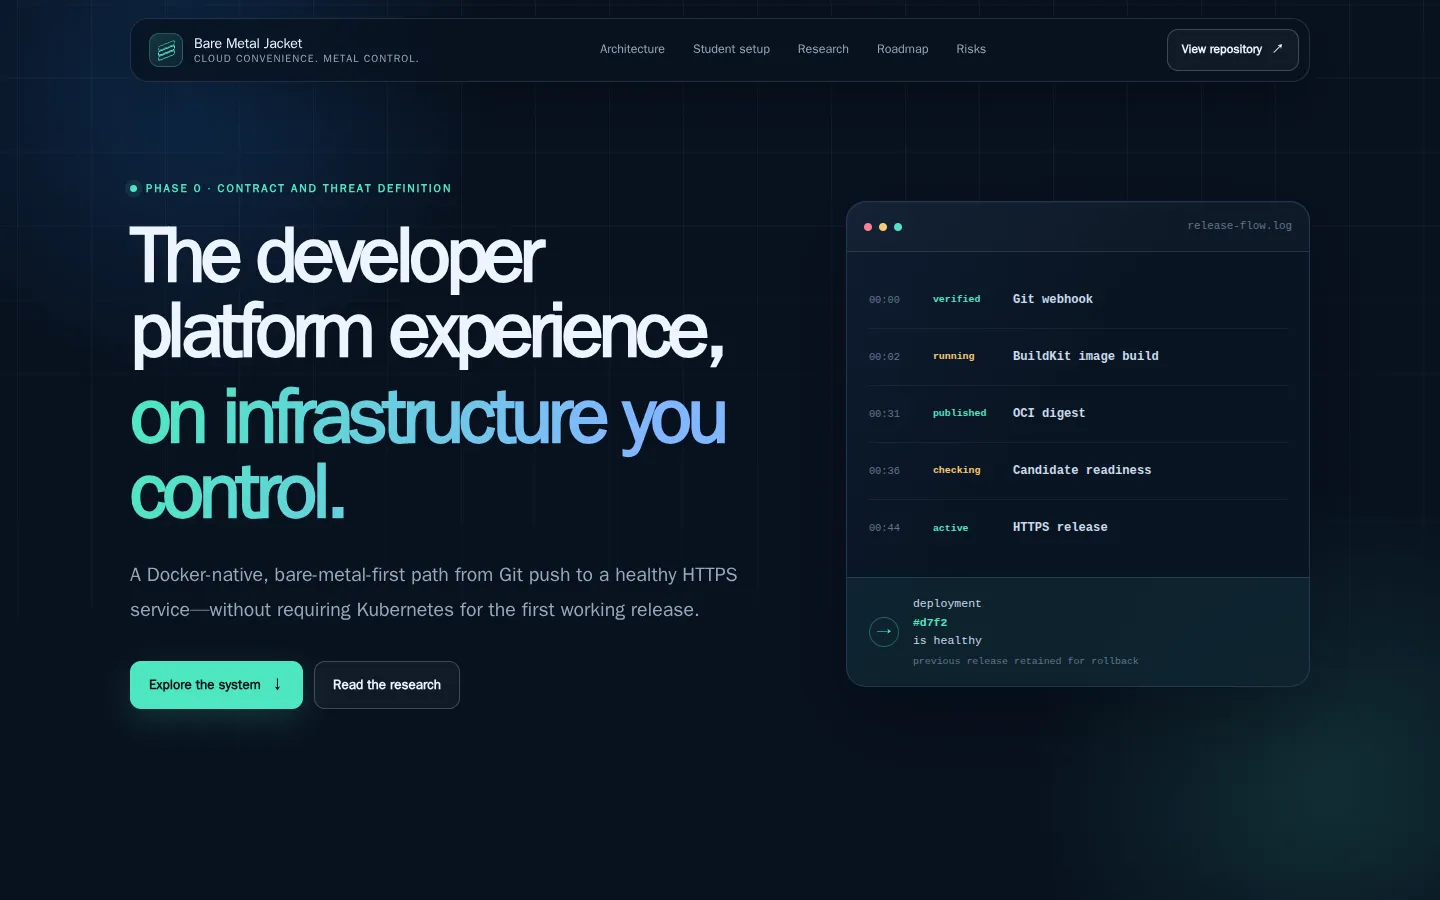 Bare Metal Jacket
CLOUD CONVENIENCE. METAL CONTROL.
Architecture
Student setup
Research
Roadmap
Risks
View repository ↗
PHASE 0 · CONTRACT AND THREAT DEFINITION
The developer
platform experience,
on infrastructure you
control.
A Docker-native, bare-metal-first path from Git push to a healthy HTTPS
service—without requiring Kubernetes for the first working release.
Explore the system ↓
Read the research
release-flow.log
00:00 verified Git webhook
00:02 running BuildKit image build
00:31 published OCI digest
00:36 checking Candidate readiness
00:44 active HTTPS release
→
deployment
#d7f2
is healthy
previous release retained for rollback